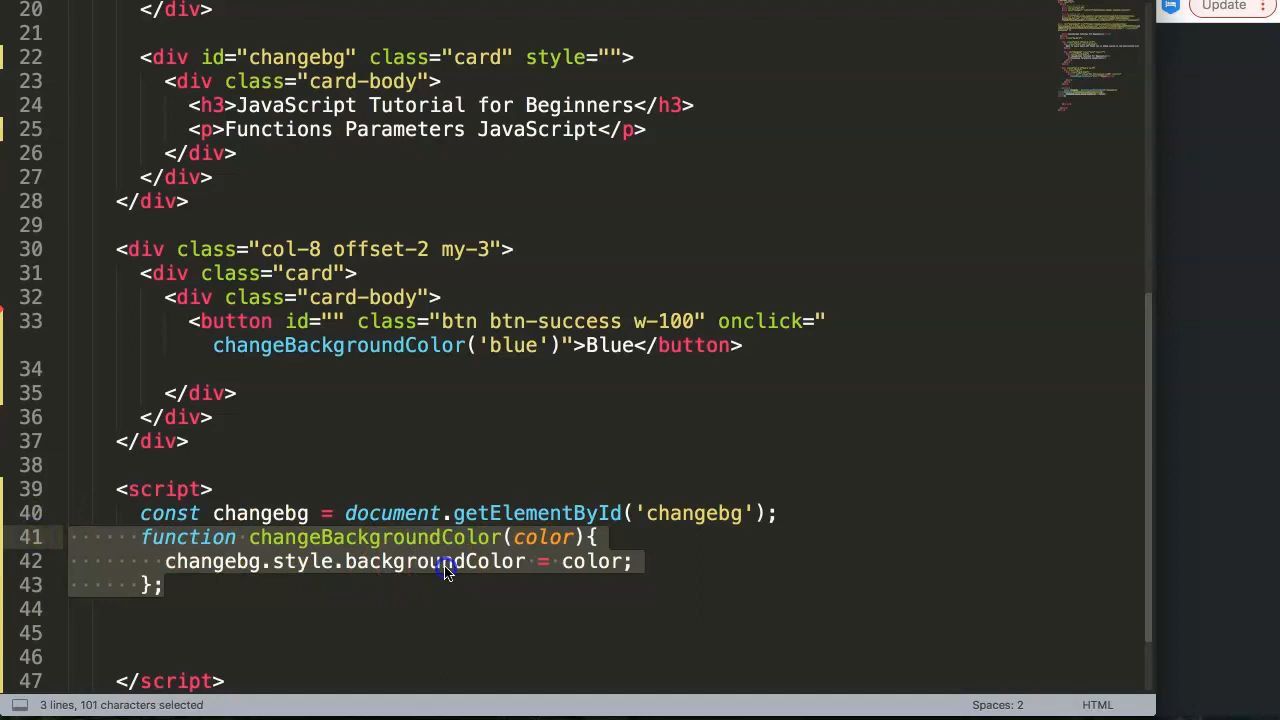 Update
20 </div>
21
22 <div id="changebg" class="card" style="">
23 <div class="card-body">
24 <h3>JavaScript Tutorial for Beginners</h3>
25 <p>Functions Parameters JavaScript</p>
26 </div>
27 </div>
28 </div>
29
30 <div class="col-8 offset-2 my-3">
31 <div class="card">
32 <div class="card-body">
33 <button id="" class="btn btn-success w-100" onclick="
changeBackgroundColor('blue')">Blue</button>
34
35 </div>
36 </div>
37 </div>
38
39 <script>
40 const changebg = document.getElementById('changebg');
41 function changeBackgroundColor(color){
42 changebg.style.backgroundColor = color;
43 };
44
45
46
47 </script>
3 lines, 101 characters selected
Spaces: 2
HTML